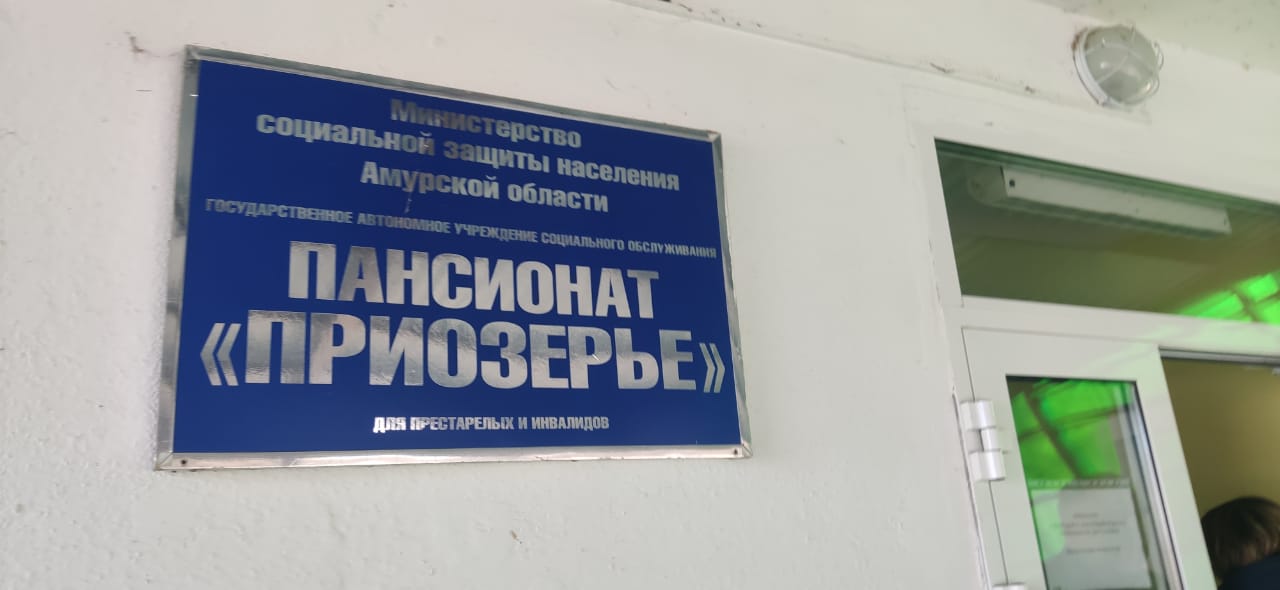 Министерство
социальной защиты населения
Амурской области
ГОСУДАРСТВЕННОЕ АВТОНОМНОЕ УЧРЕЖДЕНИЕ СОЦИАЛЬНОГО ОБСЛУЖИВАНИЯ
ПАНСИОНАТ
«ПРИОЗЕРЬЕ»
ДЛЯ ПРЕСТАРЕЛЫХ И ИНВАЛИДОВ